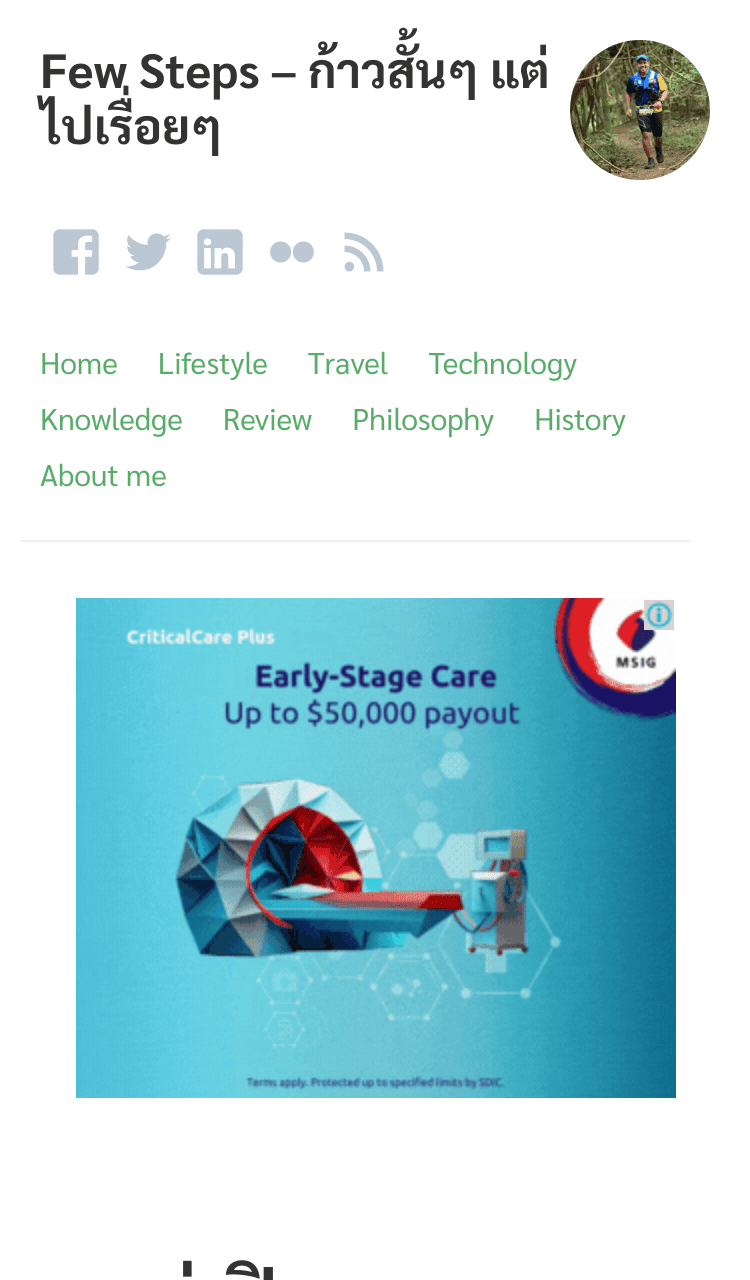 Few Steps – ก้าวสั้นๆ แต่
ไปเรื่อยๆ
Home Lifestyle Travel Technology
Knowledge Review Philosophy History
About me
CriticalCare Plus
MSIG
Early-Stage Care
Up to $50,000 payout
Terms apply. Protected up to specified limits by SDIC.